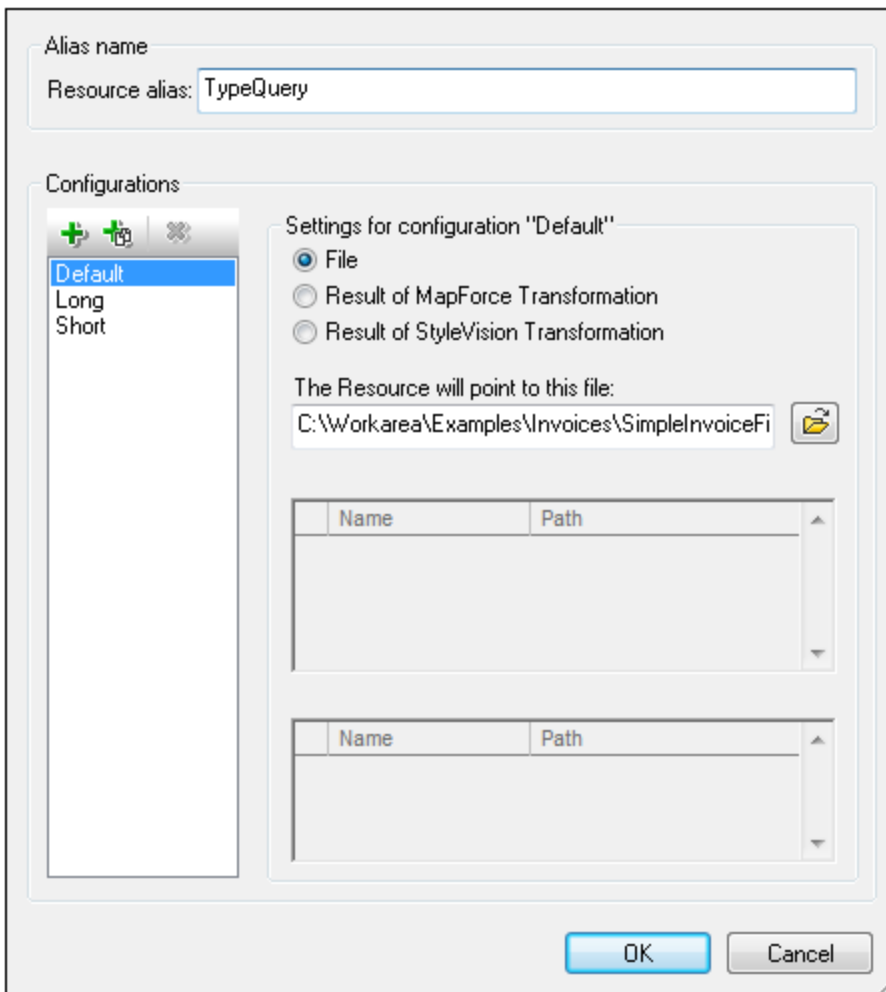 Alias name
Resource alias: TypeQuery
Configurations
Default
Long
Short
Settings for configuration "Default"
File
Result of MapForce Transformation
Result of StyleVision Transformation
The Resource will point to this file:
C:\Workarea\Examples\Invoices\SimpleInvoiceFi
Name Path
Name Path
OK Cancel